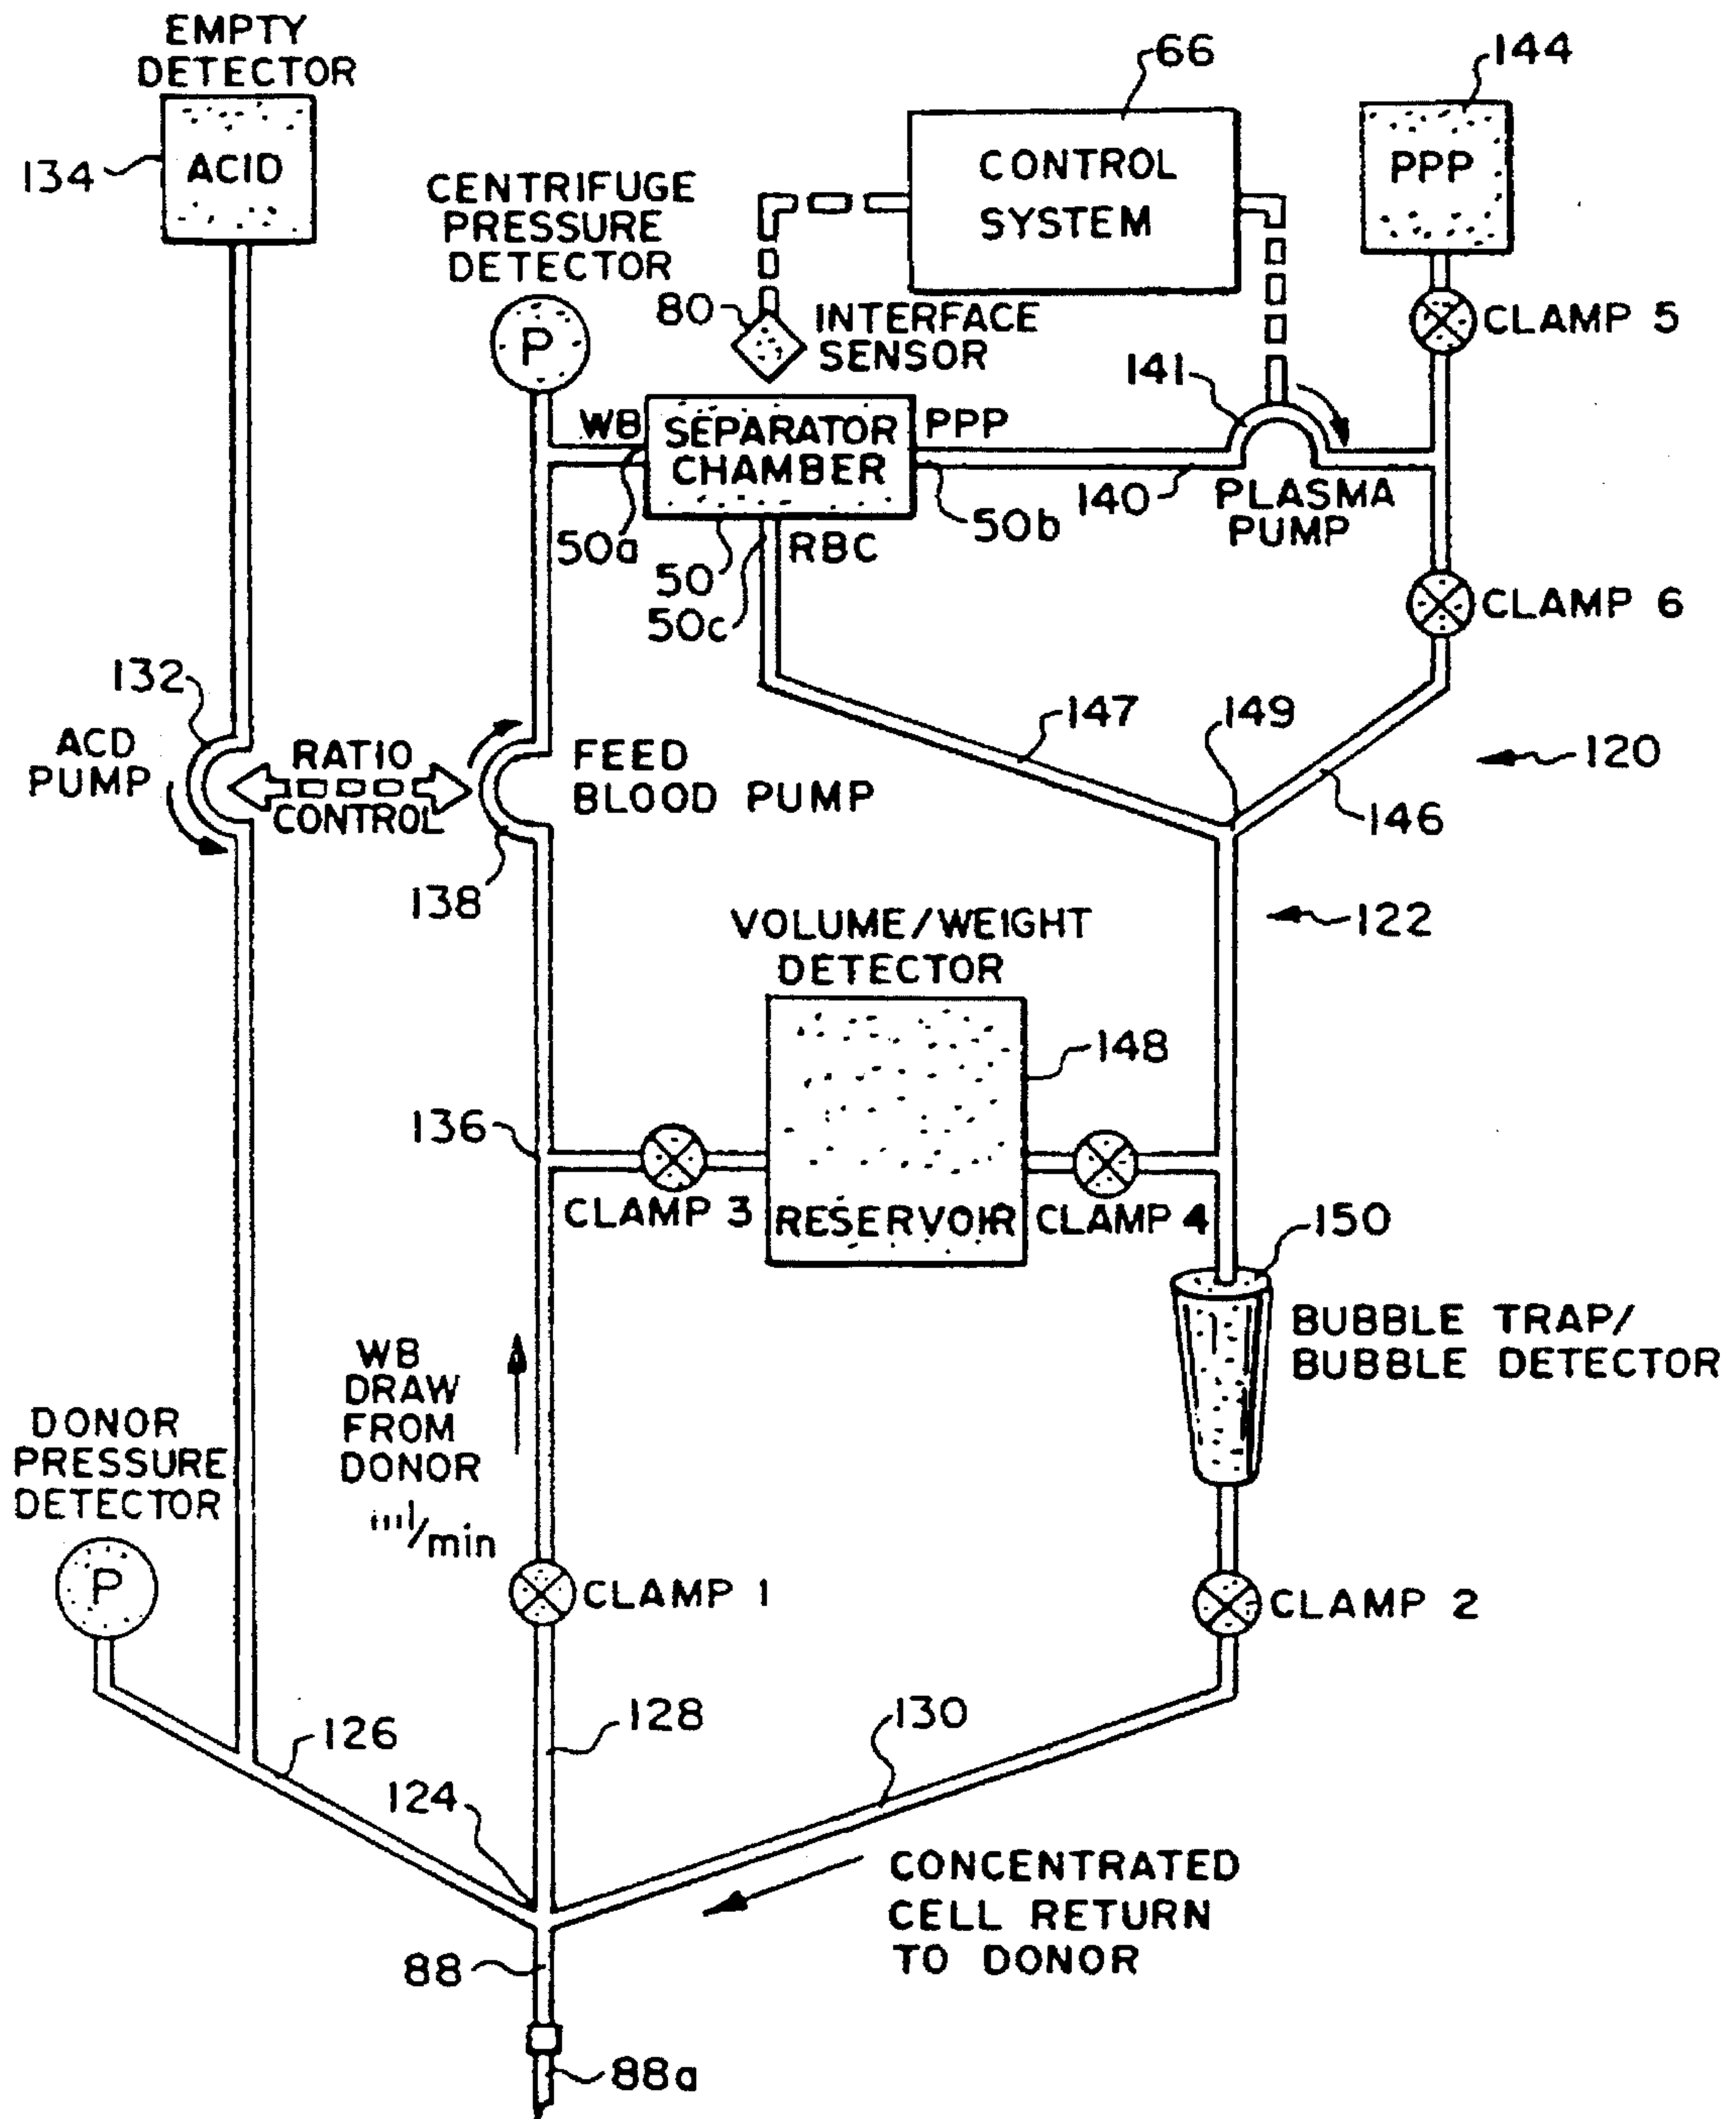 EMPTY
DETECTOR
ACID
134
66
CONTROL
SYSTEM
144
PPP
CENTRIFUGE
PRESSURE
DETECTOR
P
80
INTERFACE
SENSOR
CLAMP 5
141
WB
SEPARATOR
CHAMBER
PPP
50a
50
50b
140
PLASMA
PUMP
RBC
50c
CLAMP 6
132
ACD
PUMP
RATIO
CONTROL
FEED
BLOOD PUMP
138
147
149
120
146
122
VOLUME/WEIGHT
DETECTOR
148
136
CLAMP 3
RESERVOIR
CLAMP 4
150
BUBBLE TRAP/
BUBBLE DETECTOR
WB
DRAW
FROM
DONOR
/min
DONOR
PRESSURE
DETECTOR
P
CLAMP 1
CLAMP 2
126
128
130
124
CONCENTRATED
CELL RETURN
TO DONOR
88
88a